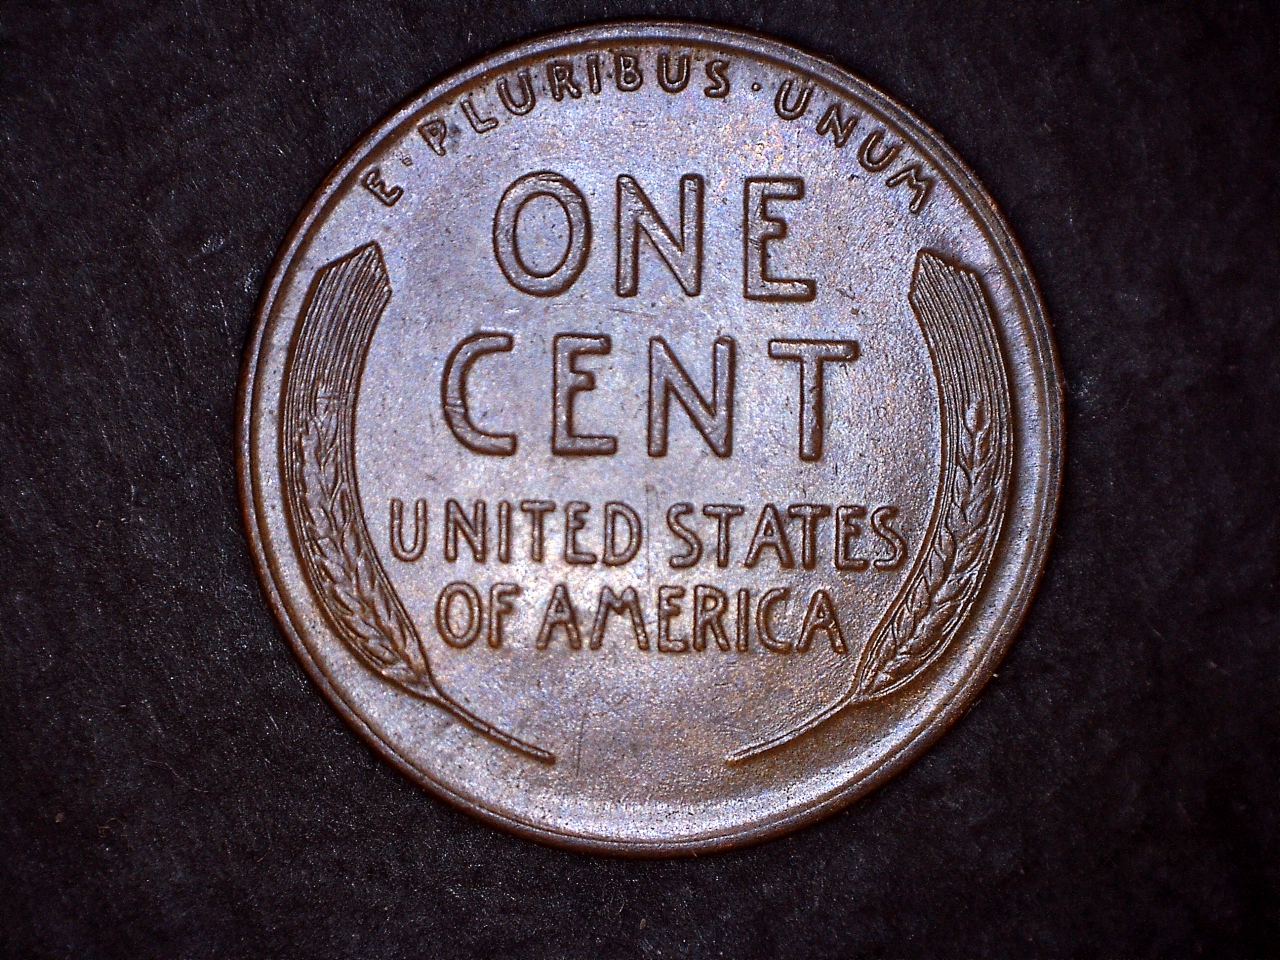 E · PLURIBUS · UNUM
ONE
CENT
UNITED STATES
OF AMERICA